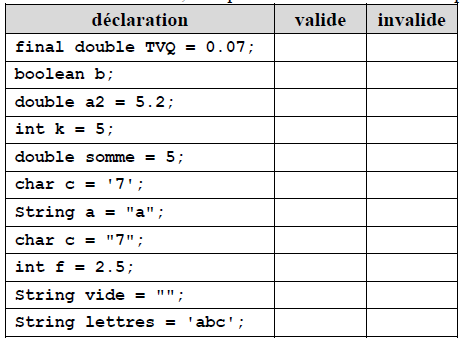 déclaration valide invalide
final double TVQ = 0.07;
boolean b;
double a2 = 5.2;
int k = 5;
double somme = 5;
char c = '7';
String a = "a";
char c = "7";
int f = 2.5;
String vide = "";
String lettres = 'abc';